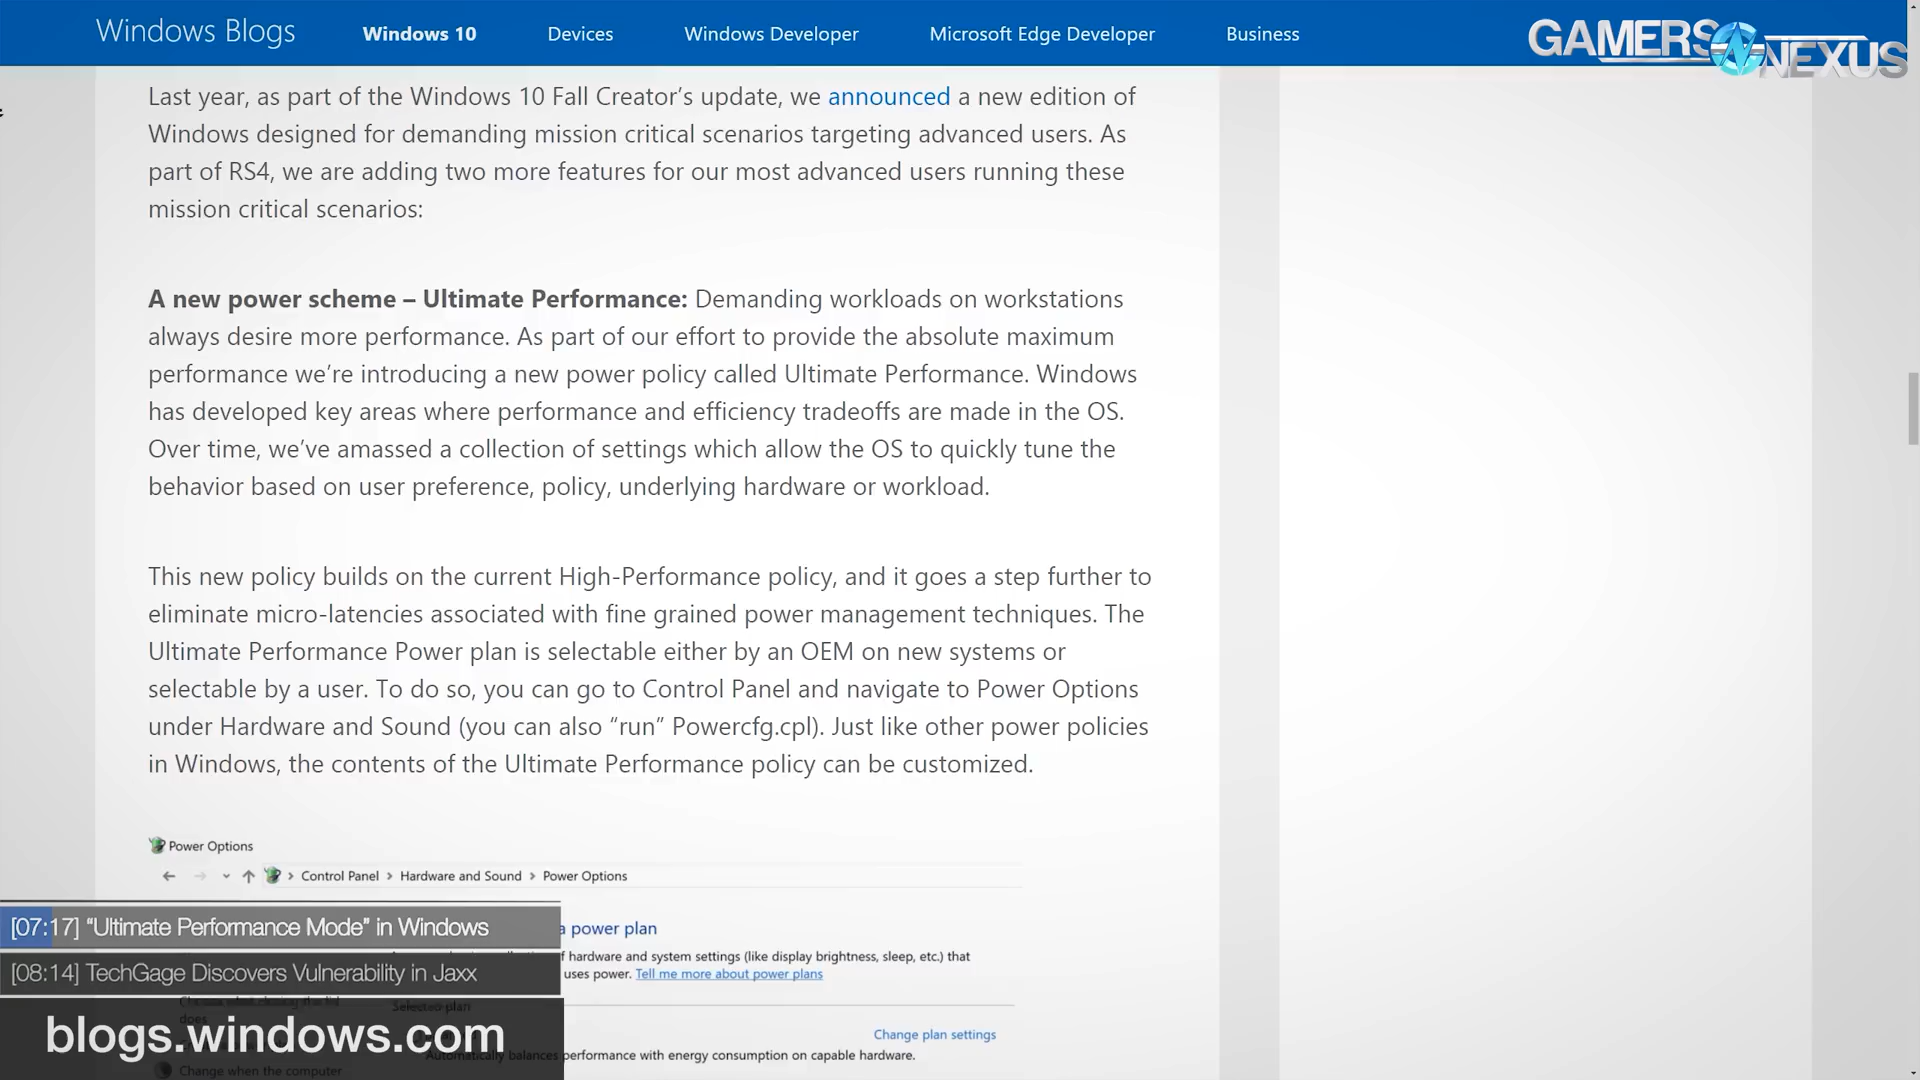 Windows Blogs Windows 10 Devices Windows Developer Microsoft Edge Developer Business
GAMERS NEXUS
Last year, as part of the Windows 10 Fall Creator’s update, we announced a new edition of
Windows designed for demanding mission critical scenarios targeting advanced users. As
part of RS4, we are adding two more features for our most advanced users running these
mission critical scenarios:
A new power scheme – Ultimate Performance: Demanding workloads on workstations
always desire more performance. As part of our effort to provide the absolute maximum
performance we’re introducing a new power policy called Ultimate Performance. Windows
has developed key areas where performance and efficiency tradeoffs are made in the OS.
Over time, we’ve amassed a collection of settings which allow the OS to quickly tune the
behavior based on user preference, policy, underlying hardware or workload.
This new policy builds on the current High-Performance policy, and it goes a step further to
eliminate micro-latencies associated with fine grained power management techniques. The
Ultimate Performance Power plan is selectable either by an OEM on new systems or
selectable by a user. To do so, you can go to Control Panel and navigate to Power Options
under Hardware and Sound (you can also “run” Powercfg.cpl). Just like other power policies
in Windows, the contents of the Ultimate Performance policy can be customized.
Power Options
Control Panel > Hardware and Sound > Power Options
[07:17] “Ultimate Performance Mode” in Windows
a power plan
f hardware and system settings (like display brightness, sleep, etc.) that
[08:14] TechGage Discovers Vulnerability in Jaxx
uses power. Tell me more about power plans
Selected plan
does
Change plan settings
blogs.windows.com
Automatically balances performance with energy consumption on capable hardware.
Change when the computer